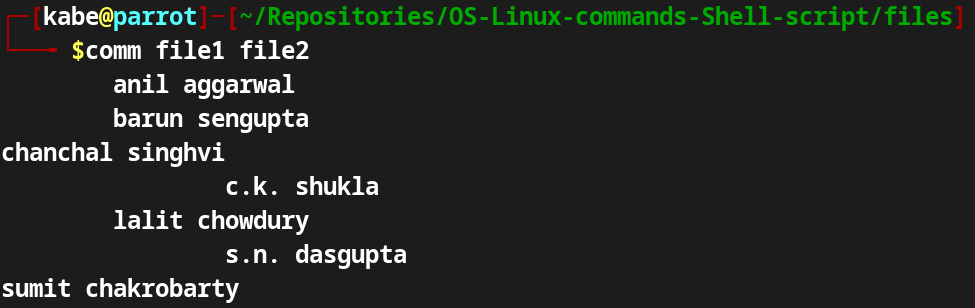 ┌─[kabe@parrot]─[~/Repositories/OS-Linux-commands-Shell-script/files]
└──╼ $comm file1 file2
        anil aggarwal
        barun sengupta
chanchal singhvi
                c.k. shukla
        lalit chowdury
                s.n. dasgupta
sumit chakrobarty